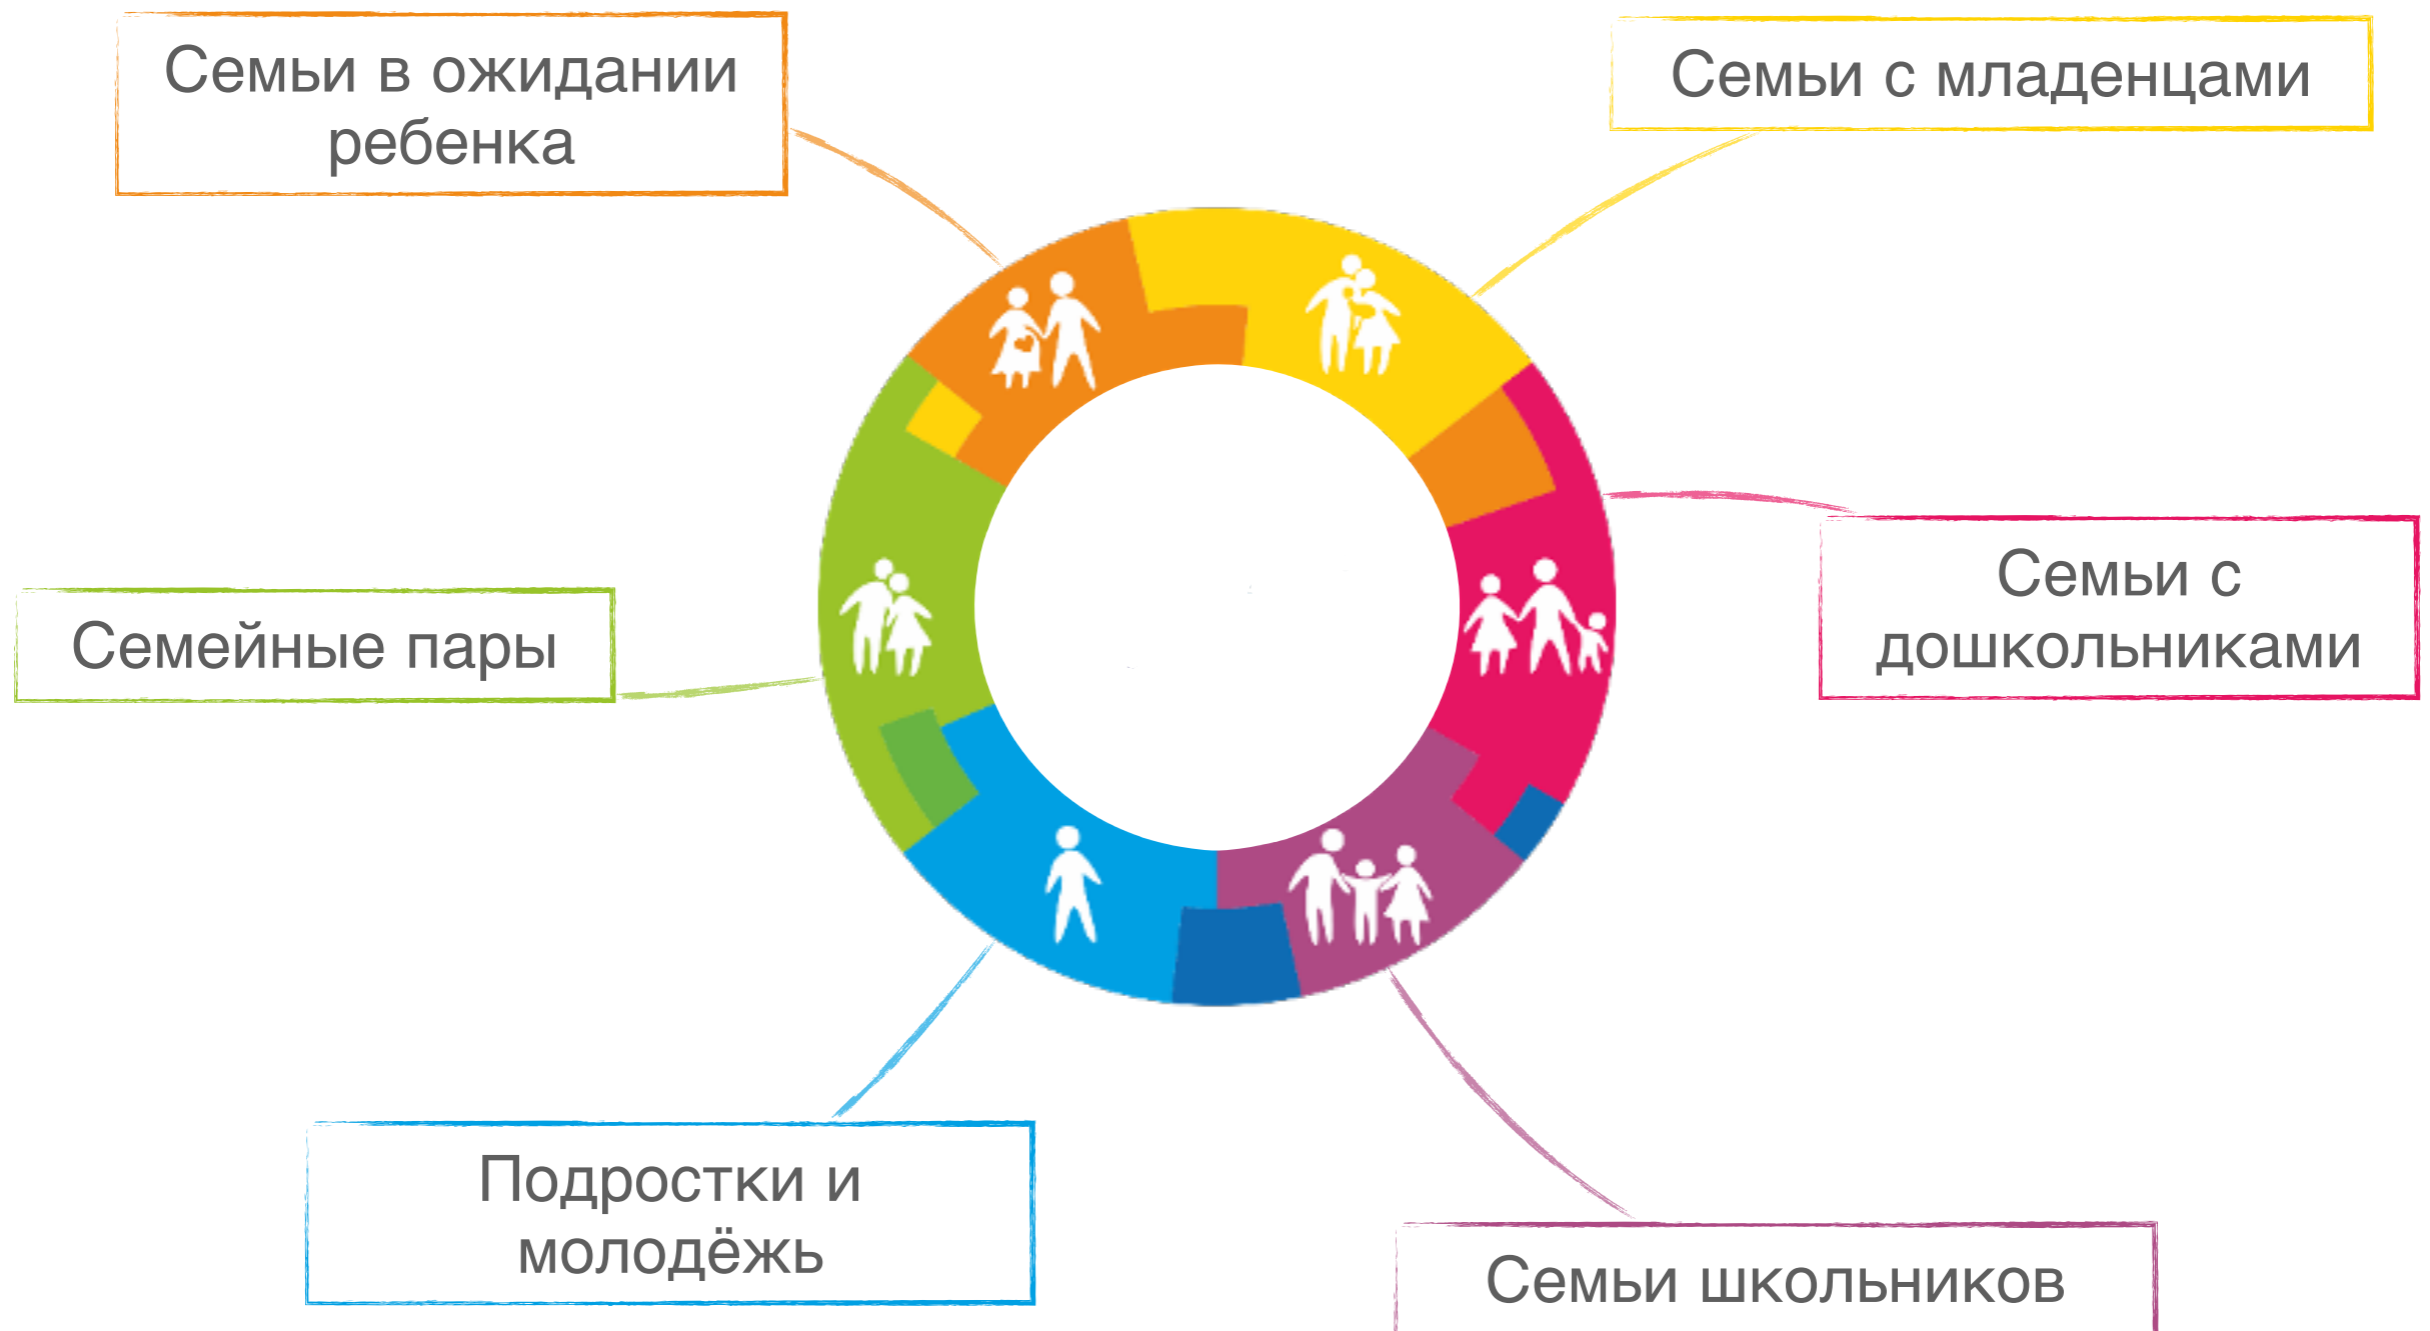 Семьи в ожидании
ребенка
Семьи с младенцами
Семьи с
дошкольниками
Семейные пары
Подростки и
молодёжь
Семьи школьников